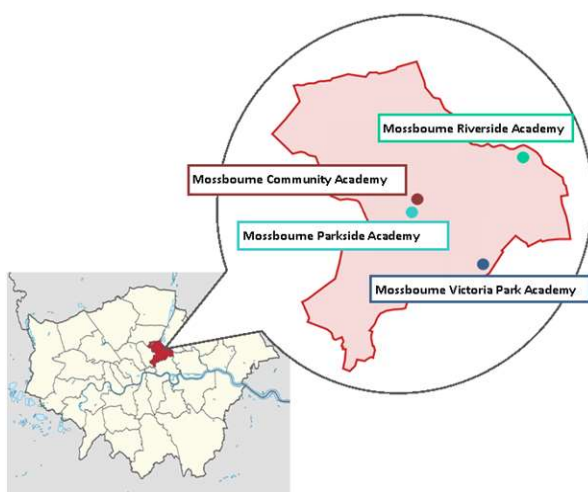 Mossbourne Riverside Academy
Mossbourne Community Academy
Mossbourne Parkside Academy
Mossbourne Victoria Park Academy